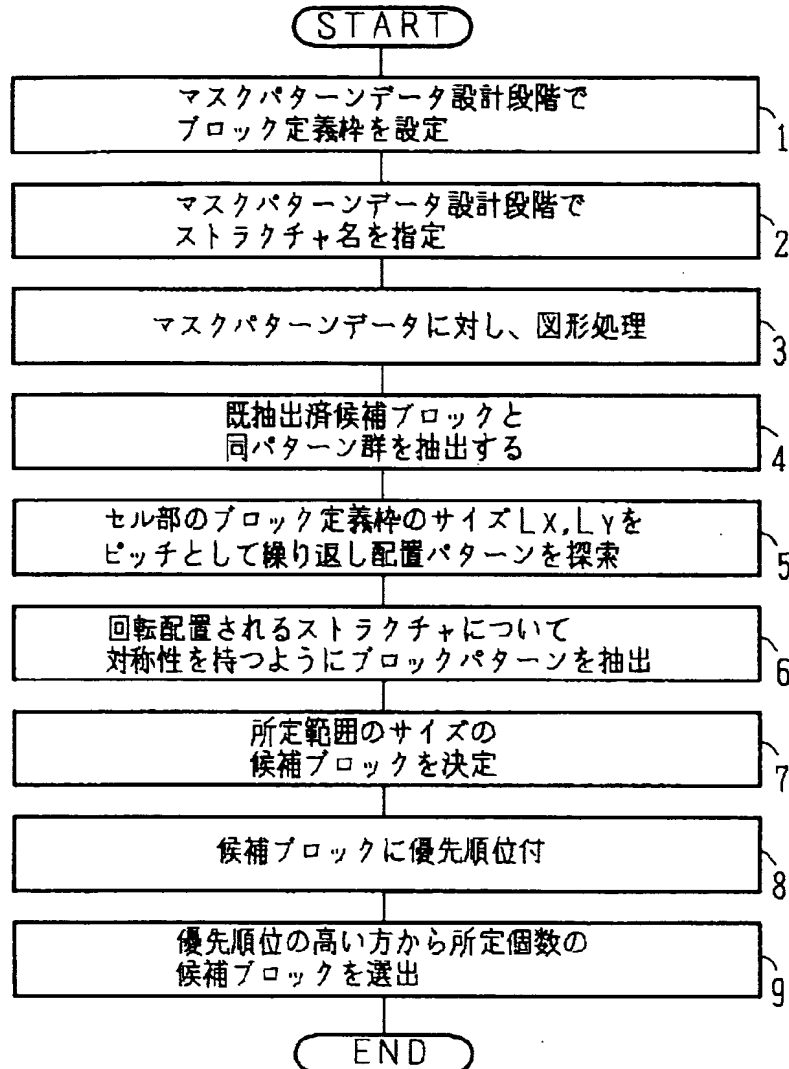 START
マスクパターンデータ設計段階で
ブロック定義枠を設定
1
マスクパターンデータ設計段階で
ストラクチャ名を指定
2
マスクパターンデータに対し、図形処理
3
既抽出済候補ブロックと
同パターン群を抽出する
4
セル部のブロック定義枠のサイズLx,Lyを
ピッチとして繰り返し配置パターンを探索
5
回転配置されるストラクチャについて
対称性を持つようにブロックパターンを抽出
6
所定範囲のサイズの
候補ブロックを決定
7
候補ブロックに優先順位付
8
優先順位の高い方から所定個数の
候補ブロックを選出
9
END